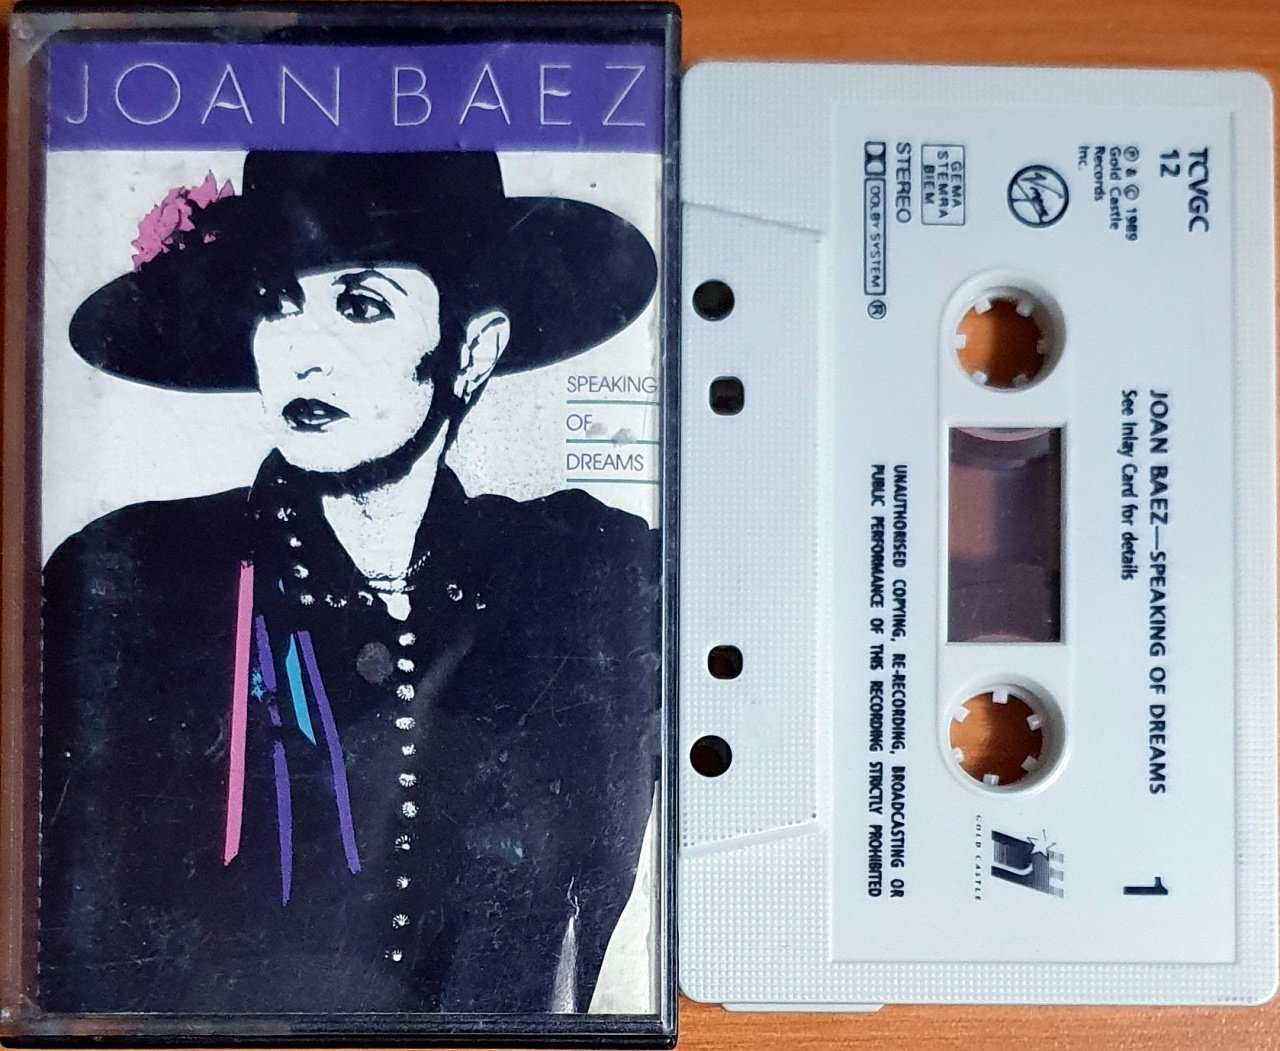 JOAN BAEZ
SPEAKING
OF
DREAMS
TCVGC
12
℗ & © 1989
Gold Castle
Records
Inc.
Virgin
GEMA
STEMRA
BIEM
STEREO
DOLBY SYSTEM ®
JOAN BAEZ—SPEAKING OF DREAMS
See Inlay Card for details
1
GOLD CASTLE
UNAUTHORISED COPYING, RE-RECORDING, BROADCASTING OR
PUBLIC PERFORMANCE OF THIS RECORDING STRICTLY PROHIBITED